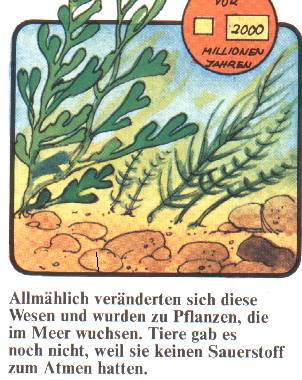 VOR
2000
MILLIONEN
JAHREN
Allmählich veränderten sich diese
Wesen und wurden zu Pflanzen, die
im Meer wuchsen. Tiere gab es
noch nicht, weil sie keinen Sauerstoff
zum Atmen hatten.